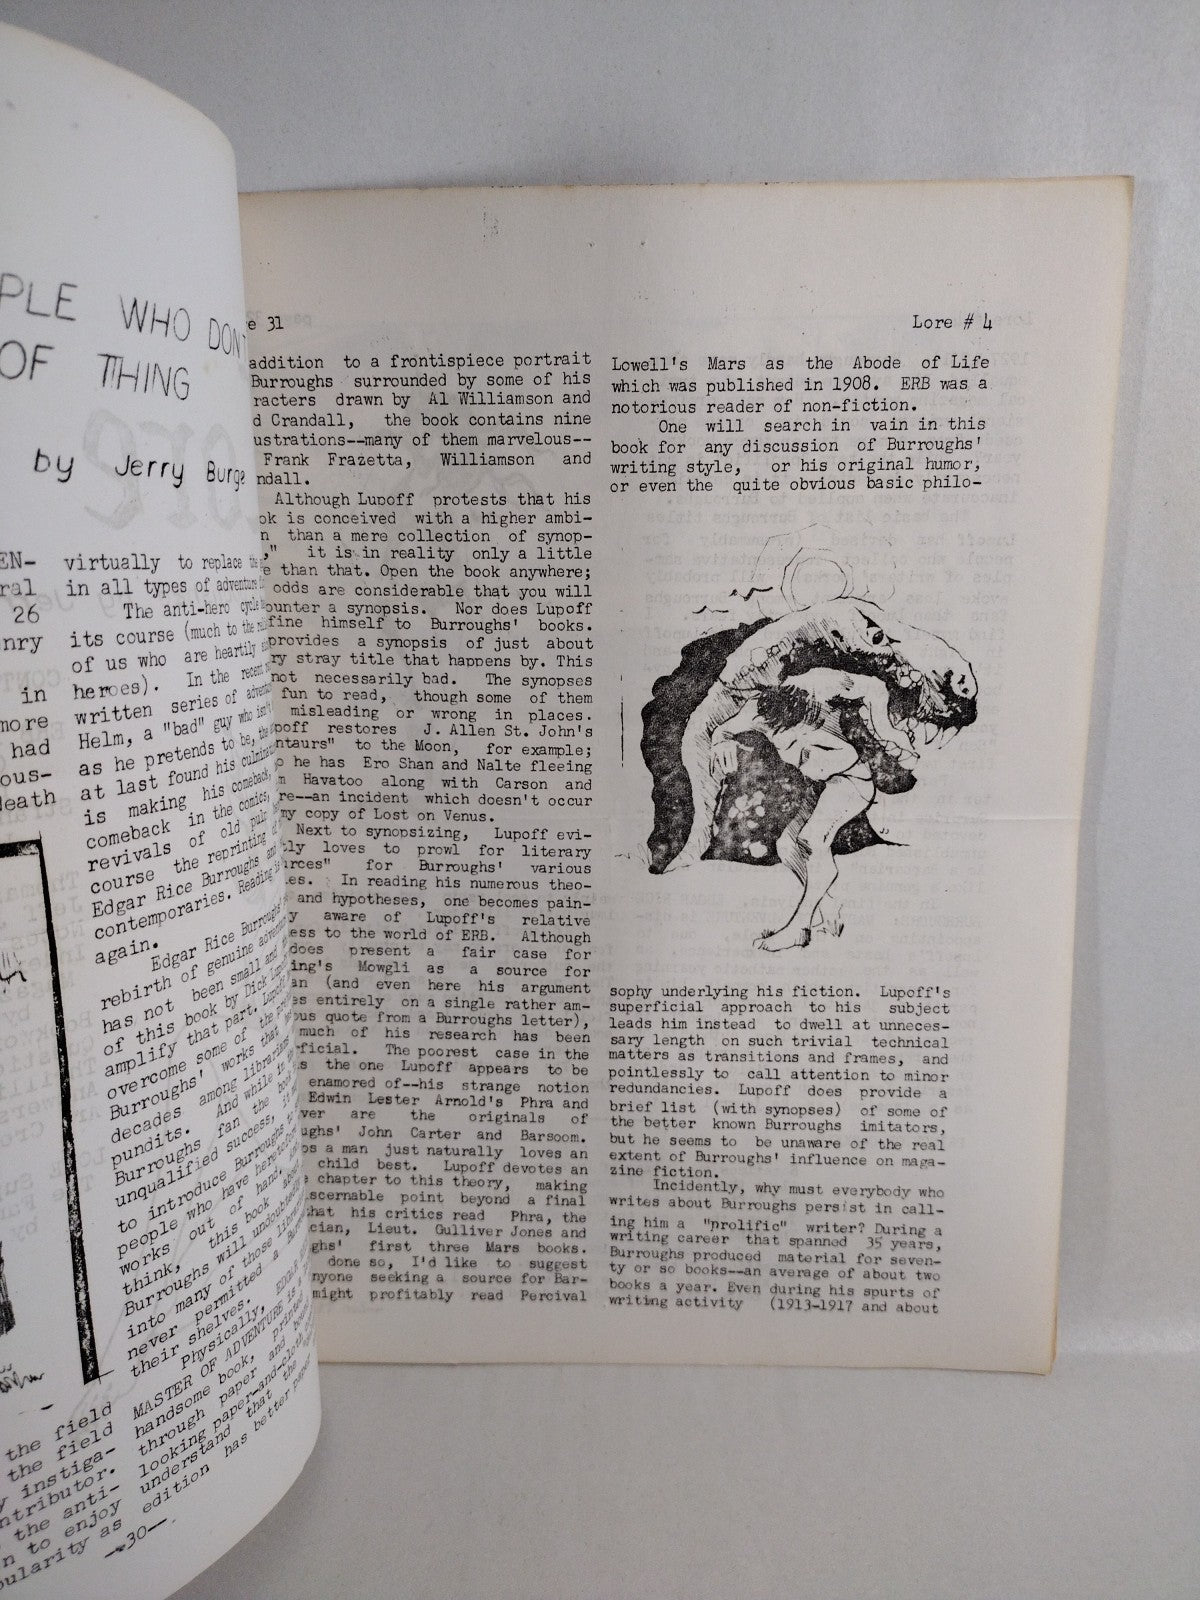 PLE WHO DON'T
OF THING
by Jerry Burge
EN-
ral
26
nry
in
more
had
ous-
death
virtually to replace the
in all types of adventure
The anti-hero cycle
its course (much to the
of us who are heartily
heroes). In the recent
written series of
Helm, a "bad" guy who isn't
as he pretends to be, the
at last found his
is making his comeback,
comeback in the comics,
revivals of old pulp
course the reprinting of
Edgar Rice Burroughs and
contemporaries. Reading is
again.
Edgar Rice Burroughs'
rebirth of genuine
has not been small and
of this book by Dick
amplify that part. Lupoff
overcome some of the
Burroughs' works that
decades among librarians
pundits. And while
Burroughs fan the book
unqualified success, it
to introduce Burroughs to
people who have heretofore
works out of hand,
think, this book about
Burroughs will undoubtedly
into many of those
never permitted a
their shelves.
Physically, EDGAR
MASTER OF ADVENTURE is a
handsome book, printed
through paper and
looking paper-and-cloth
understand that the
edition has better paper
the field
the field
instiga-
ntributor.
the anti-
n to enjoy
pularity as
—30—
e 31
addition to a frontispiece portrait
Burroughs surrounded by some of his
racters drawn by Al Williamson and
d Crandall, the book contains nine
ustrations--many of them marvelous--
Frank Frazetta, Williamson and
ndall.
Although Lupoff protests that his
ok is conceived with a higher ambi-
n than a mere collection of synop-
," it is in reality only a little
e than that. Open the book anywhere;
odds are considerable that you will
ounter a synopsis. Nor does Lupoff
fine himself to Burroughs' books.
provides a synopsis of just about
ry stray title that happens by. This
not necessarily bad. The synopses
fun to read, though some of them
misleading or wrong in places.
poff restores J. Allen St. John's
ntaurs" to the Moon, for example;
o he has Ero Shan and Nalte fleeing
m Havatoo along with Carson and
re--an incident which doesn't occur
my copy of Lost on Venus.
Next to synopsizing, Lupoff evi-
tly loves to prowl for literary
urces" for Burroughs' various
es. In reading his numerous theo-
and hypotheses, one becomes pain-
y aware of Lupoff's relative
ess to the world of ERB. Although
does present a fair case for
ing's Mowgli as a source for
an (and even here his argument
es entirely on a single rather am-
ous quote from a Burroughs letter),
much of his research has been
rficial. The poorest case in the
s the one Lupoff appears to be
enamored of--his strange notion
Edwin Lester Arnold's Phra and
ver are the originals of
ughs' John Carter and Barsoom.
ps a man just naturally loves an
child best. Lupoff devotes an
chapter to this theory, making
scernable point beyond a final
hat his critics read Phra, the
ician, Lieut. Gulliver Jones and
ghs' first three Mars books.
done so, I'd like to suggest
nyone seeking a source for Bar-
might profitably read Percival
Lore # 4
Lowell's Mars as the Abode of Life
which was published in 1908. ERB was a
notorious reader of non-fiction.
One will search in vain in this
book for any discussion of Burroughs'
writing style, or his original humor,
or even the quite obvious basic philo-
sophy underlying his fiction. Lupoff's
superficial approach to his subject
leads him instead to dwell at unneces-
sary length on such trivial technical
matters as transitions and frames, and
pointlessly to call attention to minor
redundancies. Lupoff does provide a
brief list (with synopses) of some of
the better known Burroughs imitators,
but he seems to be unaware of the real
extent of Burroughs' influence on maga-
zine fiction.
Incidently, why must everybody who
writes about Burroughs persist in call-
ing him a "prolific" writer? During a
writing career that spanned 35 years,
Burroughs produced material for seven-
ty or so books--an average of about two
books a year. Even during his spurts of
writing activity (1913-1917 and about